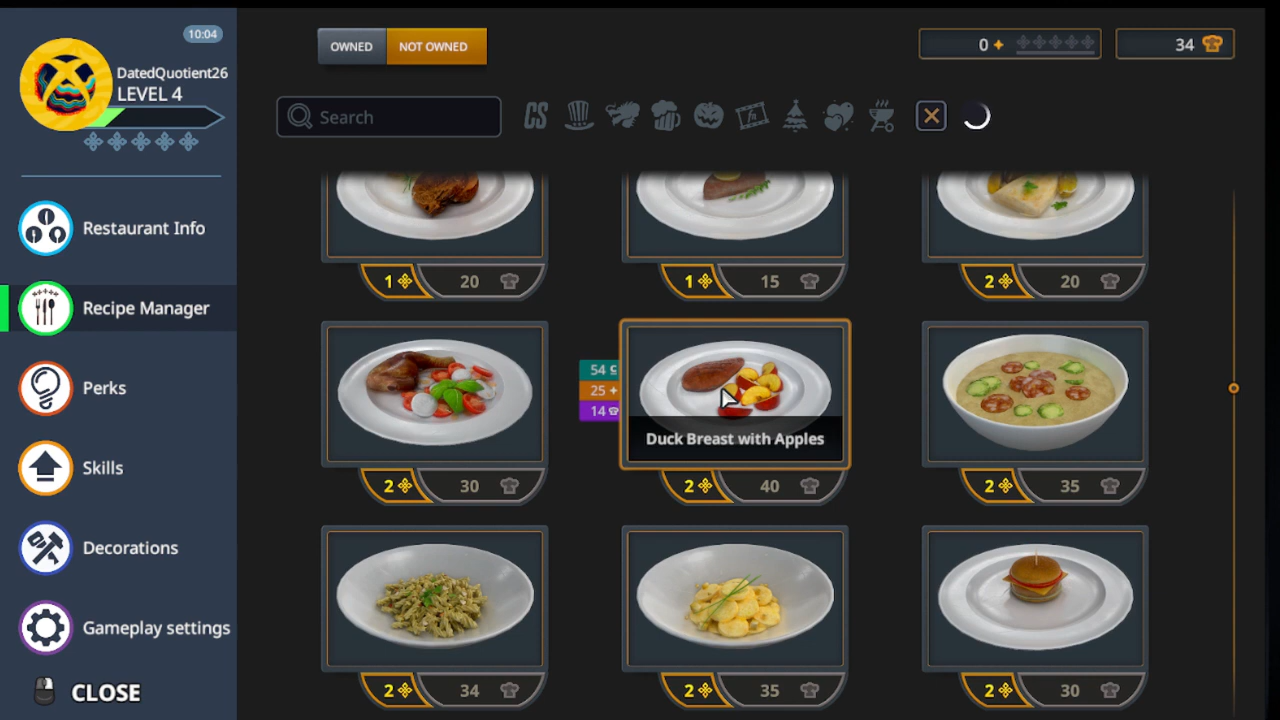 10:04
DatedQuotient26
LEVEL 4
Restaurant Info
Recipe Manager
Perks
Skills
Decorations
Gameplay settings
CLOSE
OWNED
NOT OWNED
0
34
Search
CS
1 20
1 15
2 20
54
25
14
Duck Breast with Apples
2 30
2 40
2 35
2 34
2 35
2 30